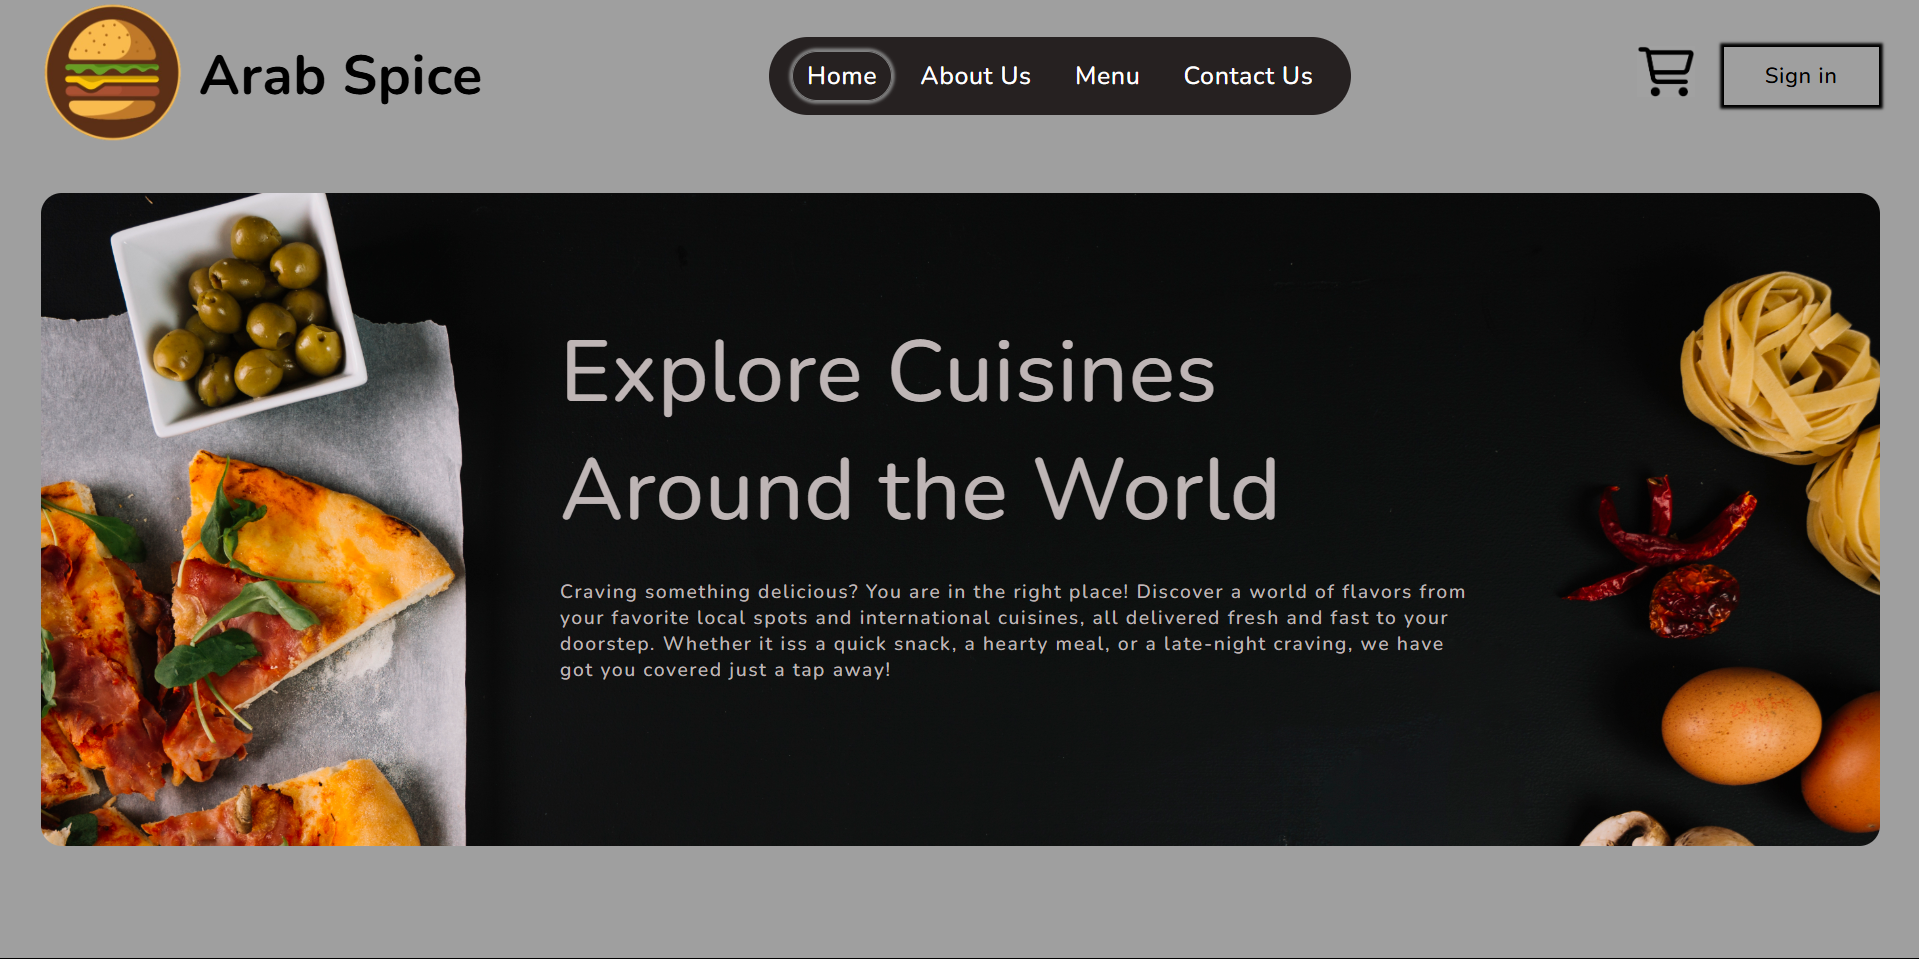 Arab Spice
Home
About Us
Menu
Contact Us
Sign in
Explore Cuisines
Around the World
Craving something delicious? You are in the right place! Discover a world of flavors from
your favorite local spots and international cuisines, all delivered fresh and fast to your
doorstep. Whether it iss a quick snack, a hearty meal, or a late-night craving, we have
got you covered just a tap away!